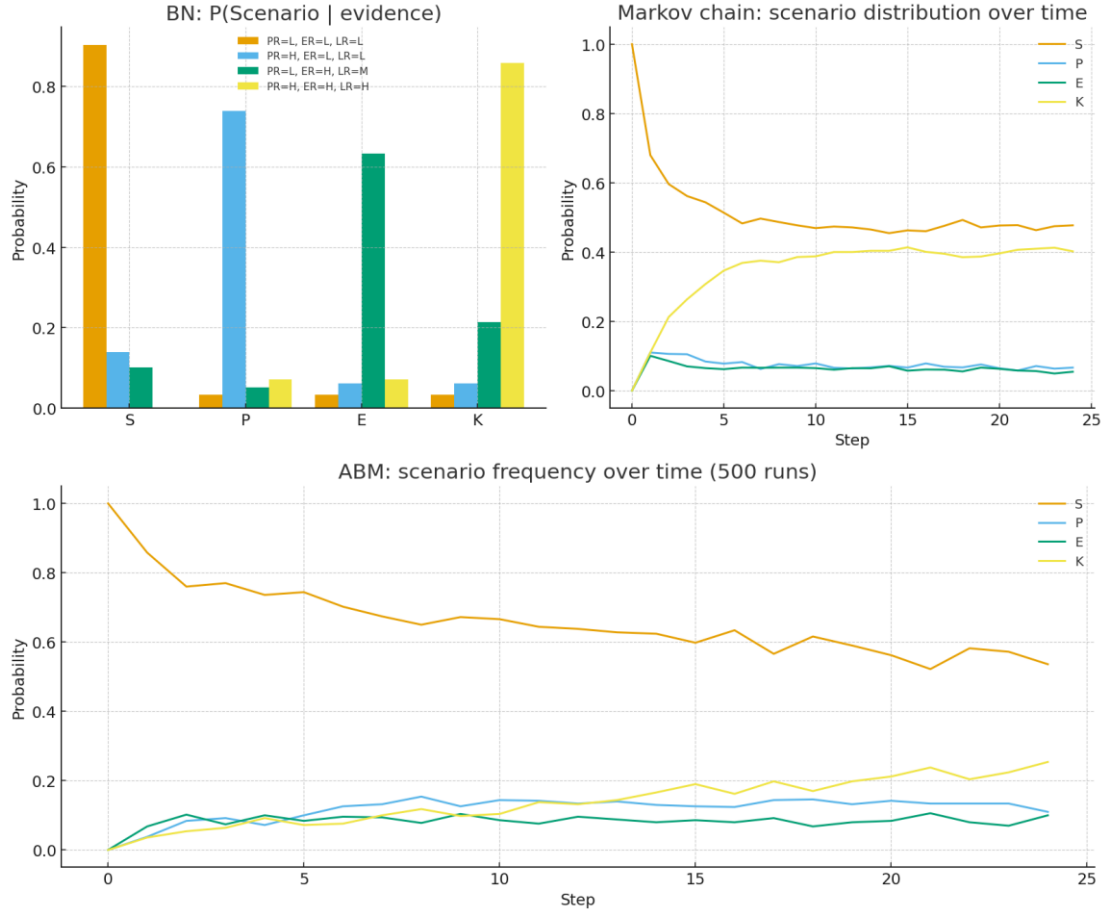 BN: P(Scenario | evidence)
PR=L, ER=L, LR=L
PR=H, ER=L, LR=L
PR=L, ER=H, LR=M
PR=H, ER=H, LR=H
Probability
0.8
0.6
0.4
0.2
0.0
S P E K
Markov chain: scenario distribution over time
S
P
E
K
Probability
1.0
0.8
0.6
0.4
0.2
0.0
0 5 10 15 20 25
Step
ABM: scenario frequency over time (500 runs)
S
P
E
K
Probability
1.0
0.8
0.6
0.4
0.2
0.0
0 5 10 15 20 25
Step